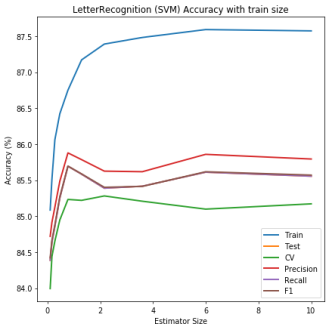 LetterRecognition (SVM) Accuracy with train size
87.5
87.0
86.5
86.0
85.5
85.0
84.5
84.0
Accuracy (%)
0
2
4
6
8
10
Estimator Size
Train
Test
CV
Precision
Recall
F1